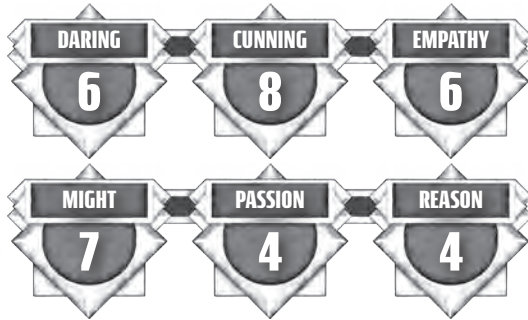 DARING CUNNING EMPATHY
6 8 6
MIGHT PASSION REASON
7 4 4